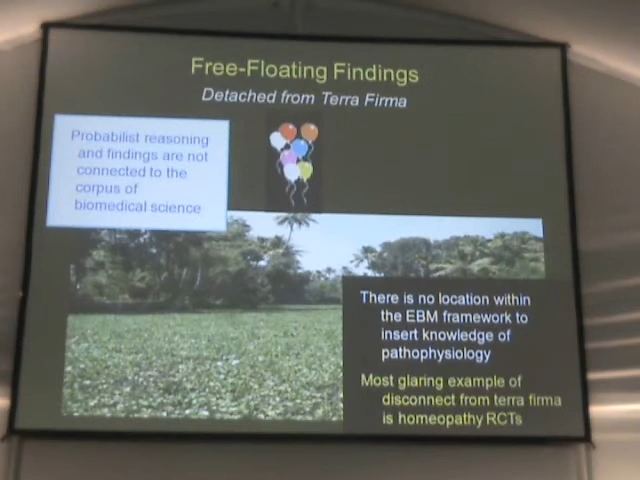 Free-Floating Findings
Detached from Terra Firma
Probabilist reasoning
and findings are not
connected to the
corpus of
biomedical science
There is no location within
the EBM framework to
insert knowledge of
pathophysiology
Most glaring example of
disconnect from terra firma
is homeopathy RCTs